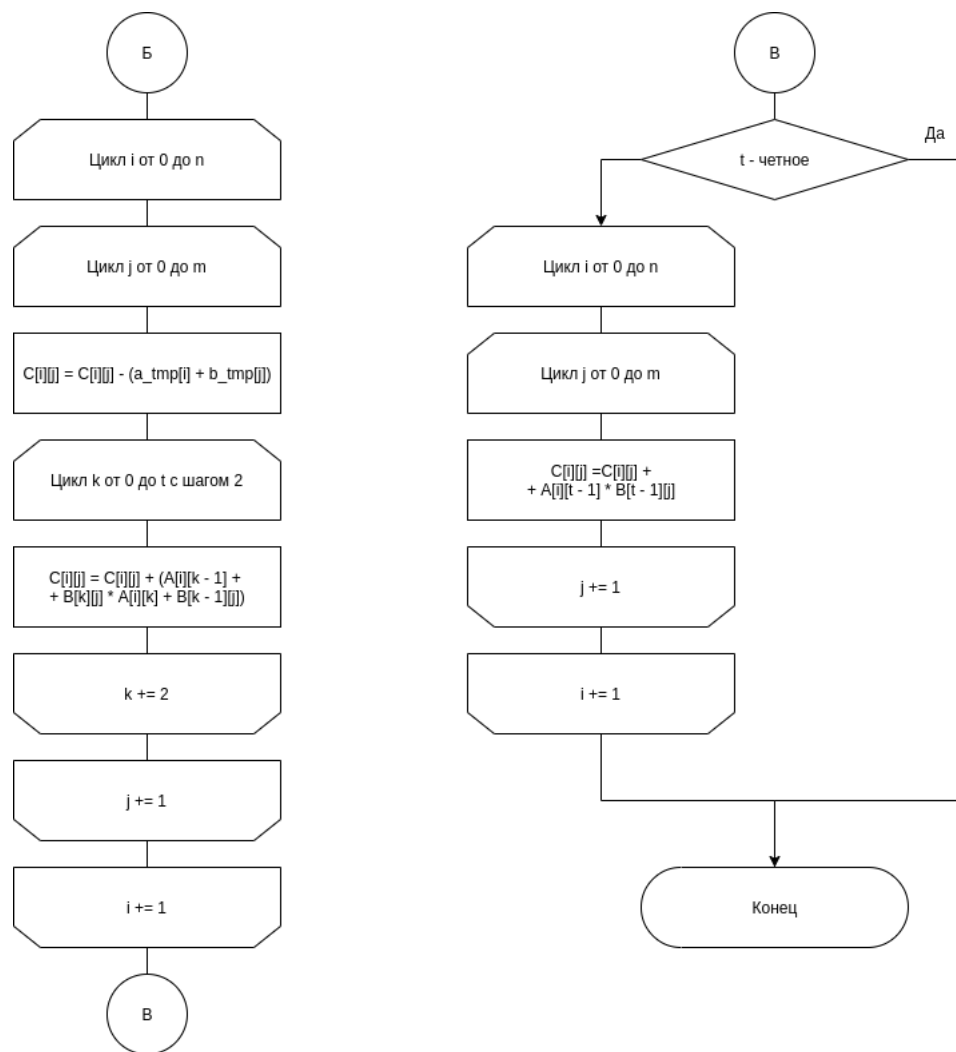 Б
Цикл i от 0 до n
Цикл j от 0 до m
C[i][j] = C[i][j] - (a_tmp[i] + b_tmp[j])
Цикл k от 0 до t с шагом 2
C[i][j] = C[i][j] + (A[i][k - 1] +
+ B[k][j] * A[i][k] + B[k - 1][j])
k += 2
j += 1
i += 1
В
В
t - четное
Да
Цикл i от 0 до n
Цикл j от 0 до m
C[i][j] =C[i][j] +
+ A[i][t - 1] * B[t - 1][j]
j += 1
i += 1
Конец